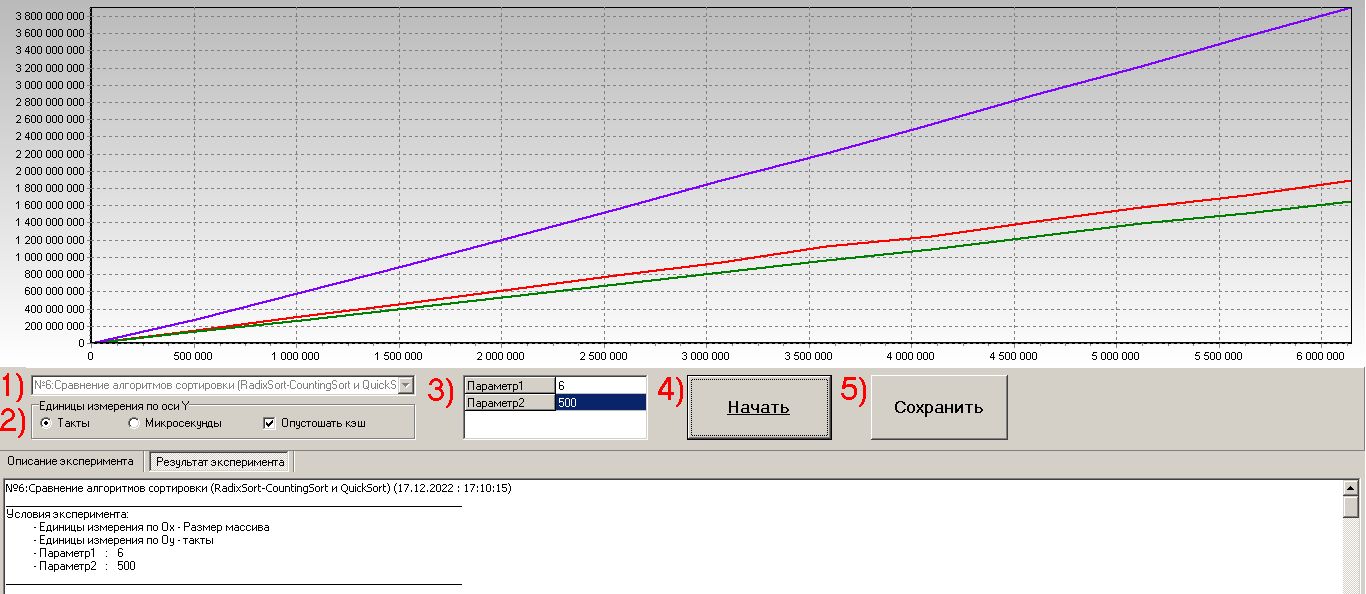 3 800 000 000
3 600 000 000
3 400 000 000
3 200 000 000
3 000 000 000
2 800 000 000
2 600 000 000
2 400 000 000
2 200 000 000
2 000 000 000
1 800 000 000
1 600 000 000
1 400 000 000
1 200 000 000
1 000 000 000
800 000 000
600 000 000
400 000 000
200 000 000
0
0 500 000 1 000 000 1 500 000 2 000 000 2 500 000 3 000 000 3 500 000 4 000 000 4 500 000 5 000 000 5 500 000 6 000 000
1) №6:Сравнение алгоритмов сортировки (RadixSort-CountingSort и QuickS
2) Единицы измерения по оси Y
Такты Микросекунды Опустошать кэш
3) Параметр1 6
Параметр2 500
4) Начать
5) Сохранить
Описание эксперимента Результат эксперимента
№6:Сравнение алгоритмов сортировки (RadixSort-CountingSort и QuickSort) (17.12.2022 : 17:10:15)
Условия эксперимента:
- Единицы измерения по Ox - Размер массива
- Единицы измерения по Oy - такты
- Параметр1 : 6
- Параметр2 : 500